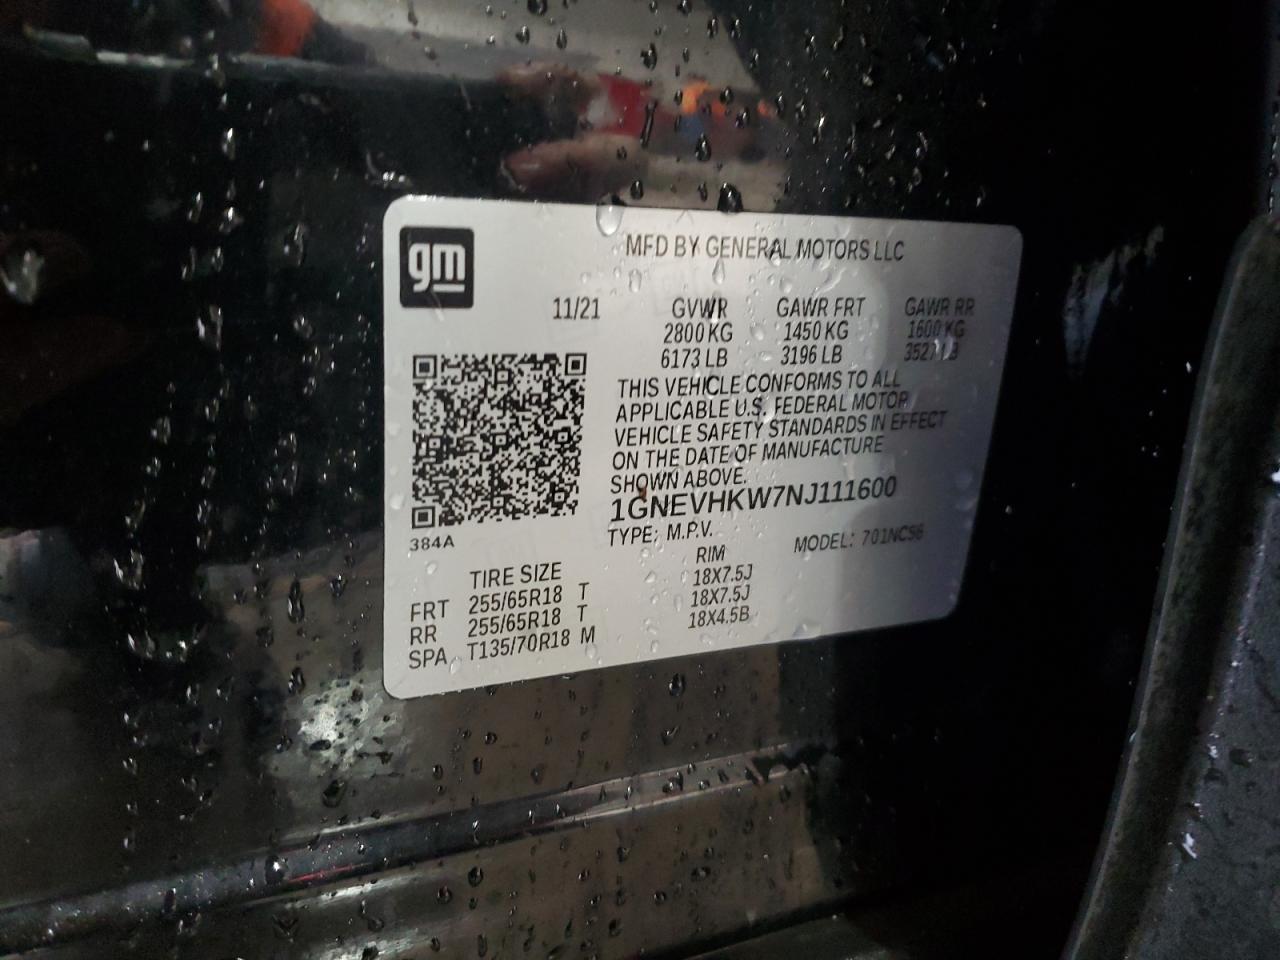 gm
MFD BY GENERAL MOTORS LLC
11/21 GVWR GAWR FRT GAWR RR
2800 KG 1450 KG 1600 KG
6173 LB 3196 LB 3527 LB
THIS VEHICLE CONFORMS TO ALL
APPLICABLE U.S. FEDERAL MOTOR
VEHICLE SAFETY STANDARDS IN EFFECT
ON THE DATE OF MANUFACTURE
SHOWN ABOVE.
1GNEVHKW7NJ111600
384A
TYPE: M.P.V. MODEL: 701NCS6
TIRE SIZE RIM
FRT 255/65R18 T 18X7.5J
RR 255/65R18 T 18X7.5J
SPA T135/70R18 M 18X4.5B